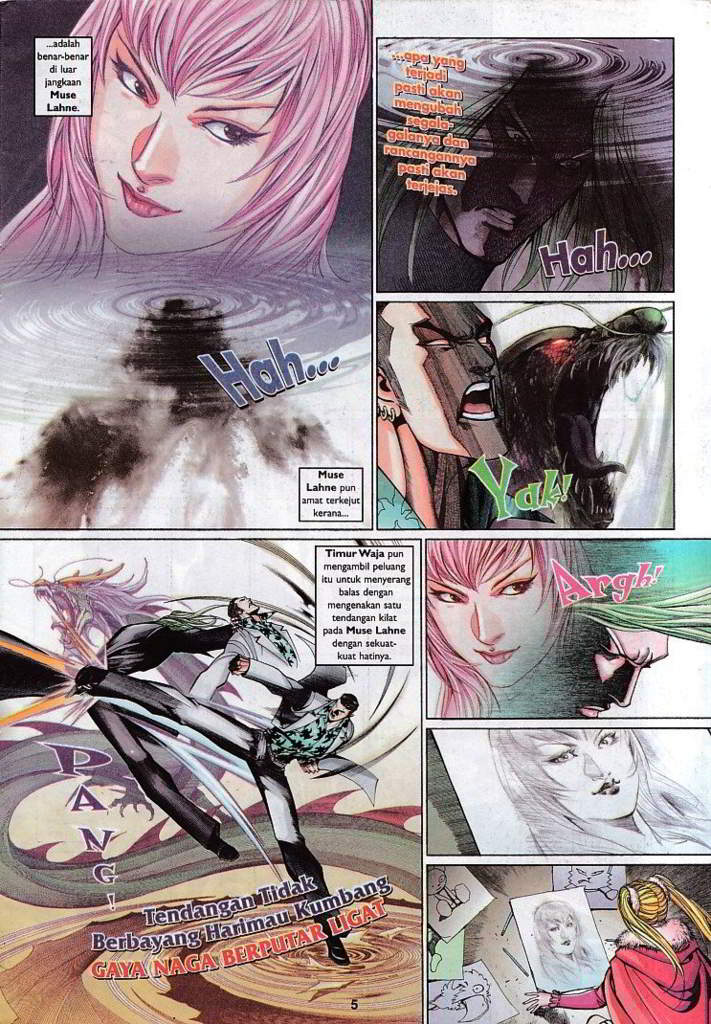 ...adalah
benar-benar
di luar
jangkaan
Muse
Lahne.
Hah...
Muse
Lahne pun
amat terkejut
kerana...
...apa yang
terjadi
pasti akan
mengubah
segala-
galanya dan
rancangannya
pasti akan
terjejas.
Hah...
Yak!
Timur Waja pun
mengambil peluang
itu untuk menyerang
balas dengan
mengenakan satu
tendangan kilat
pada Muse Lahne
dengan sekuat-
kuat hatinya.
PANG!
Tendangan Tidak
Berbayang Harimau Kumbang
GAYA NAGA BERPUTAR LIGAT
Argh!
5